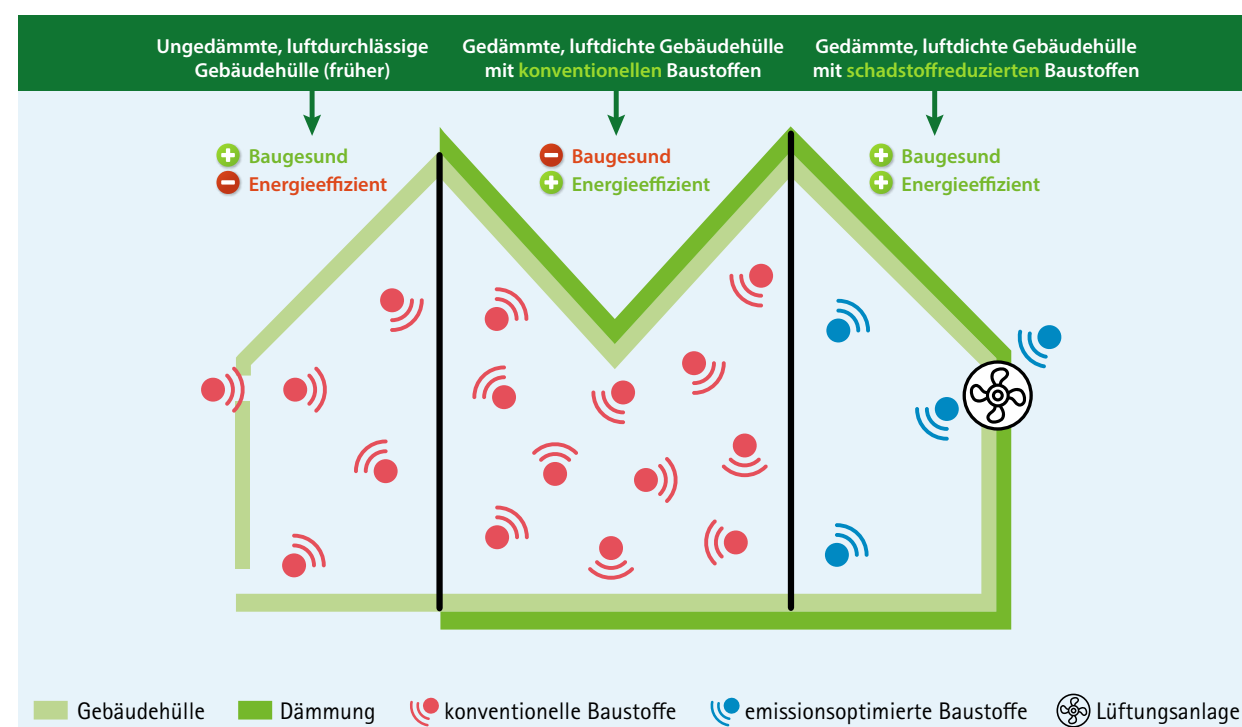 Ungedämmte, luftdurchlässige
Gebäudehülle (früher)
Gedämmte, luftdichte Gebäudehülle
mit konventionellen Baustoffen
Gedämmte, luftdichte Gebäudehülle
mit schadstoffreduzierten Baustoffen
Baugesund
Energieeffizient
Baugesund
Energieeffizient
Baugesund
Energieeffizient
Gebäudehülle Dämmung konventionelle Baustoffe emissionsoptimierte Baustoffe Lüftungsanlage